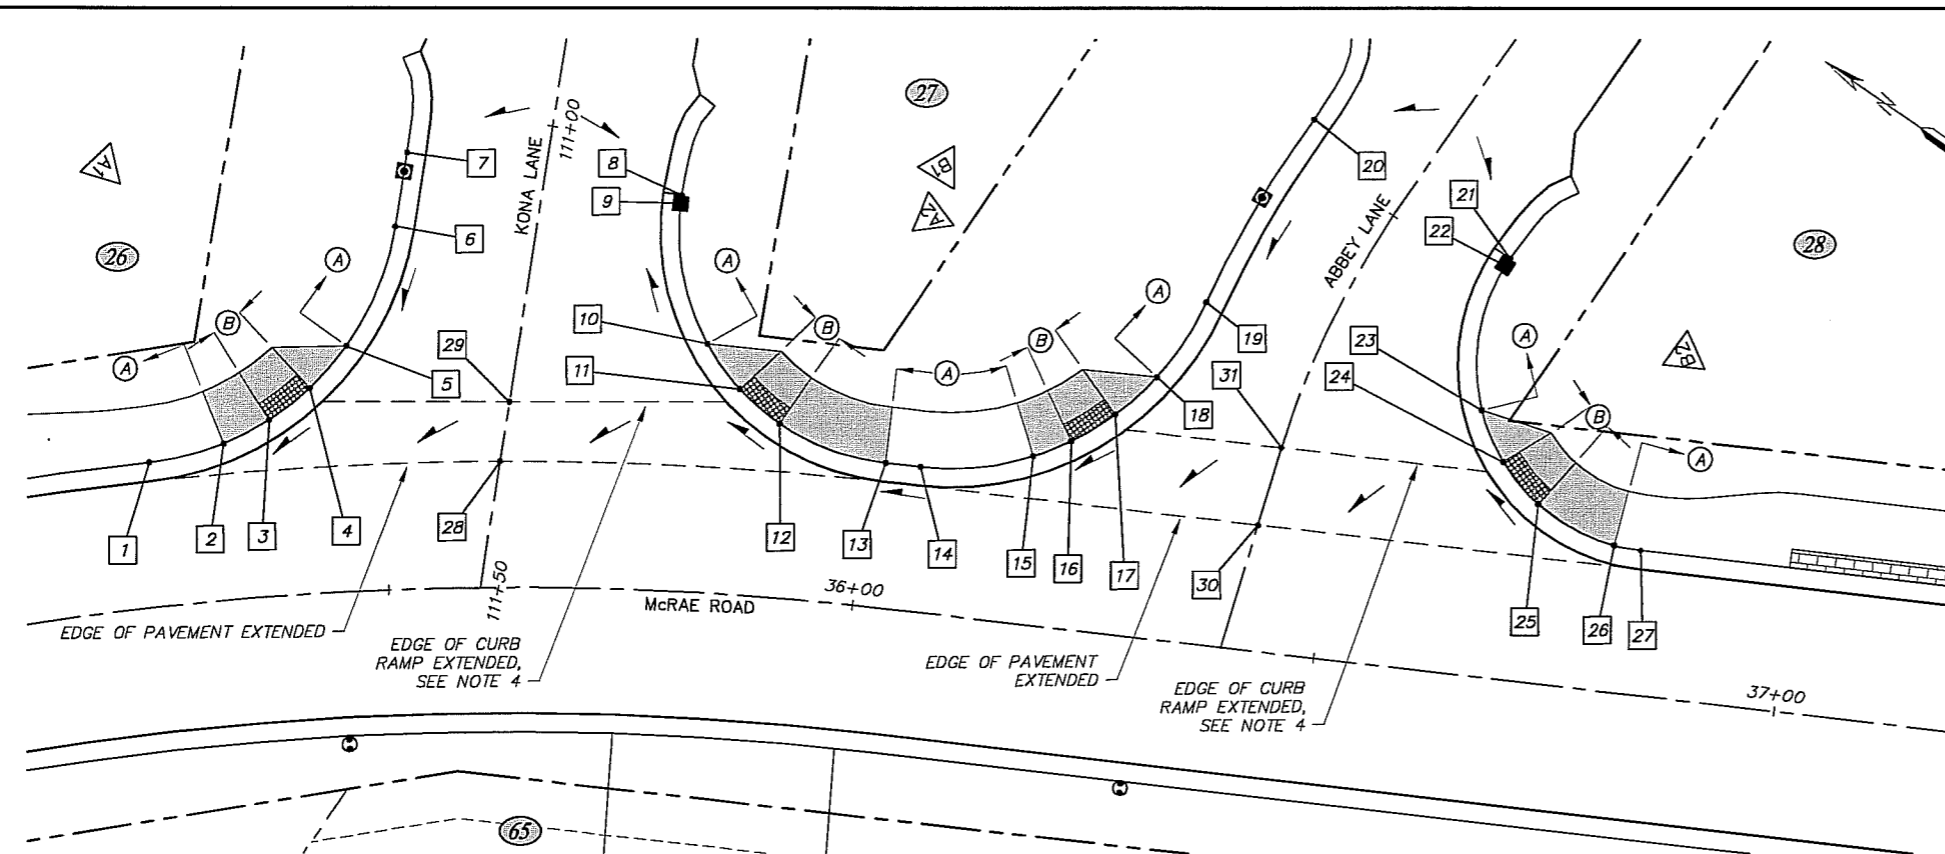 27
N
A1
7
KONA LANE
111+00
8
9
B1
A2
20
21
22
ABBEY LANE
26
6
28
A
B
A
29
10
A
B
11
5
A
B
A
31
18
19
23
24
A
B
B2
A
1
2
3
4
28
12
13
14
15
16
17
30
25
26
27
111+50
McRAE ROAD
36+00
37+00
EDGE OF PAVEMENT EXTENDED
EDGE OF CURB
RAMP EXTENDED,
SEE NOTE 4
EDGE OF PAVEMENT
EXTENDED
EDGE OF CURB
RAMP EXTENDED,
SEE NOTE 4
65